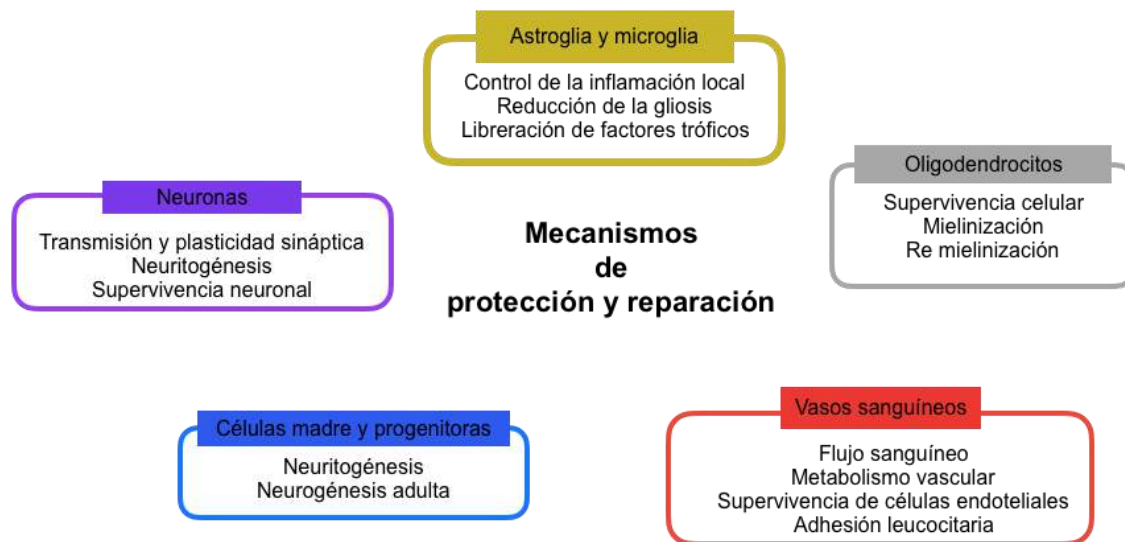 Astroglia y microglia
Control de la inflamación local
Reducción de la gliosis
Libreración de factores tróficos
Oligodendrocitos
Supervivencia celular
Mielinización
Re mielinización
Neuronas
Transmisión y plasticidad sináptica
Neuritogénesis
Supervivencia neuronal
Mecanismos
de
protección y reparación
Células madre y progenitoras
Neuritogénesis
Neurogénesis adulta
Vasos sanguíneos
Flujo sanguíneo
Metabolismo vascular
Supervivencia de células endoteliales
Adhesión leucocitaria